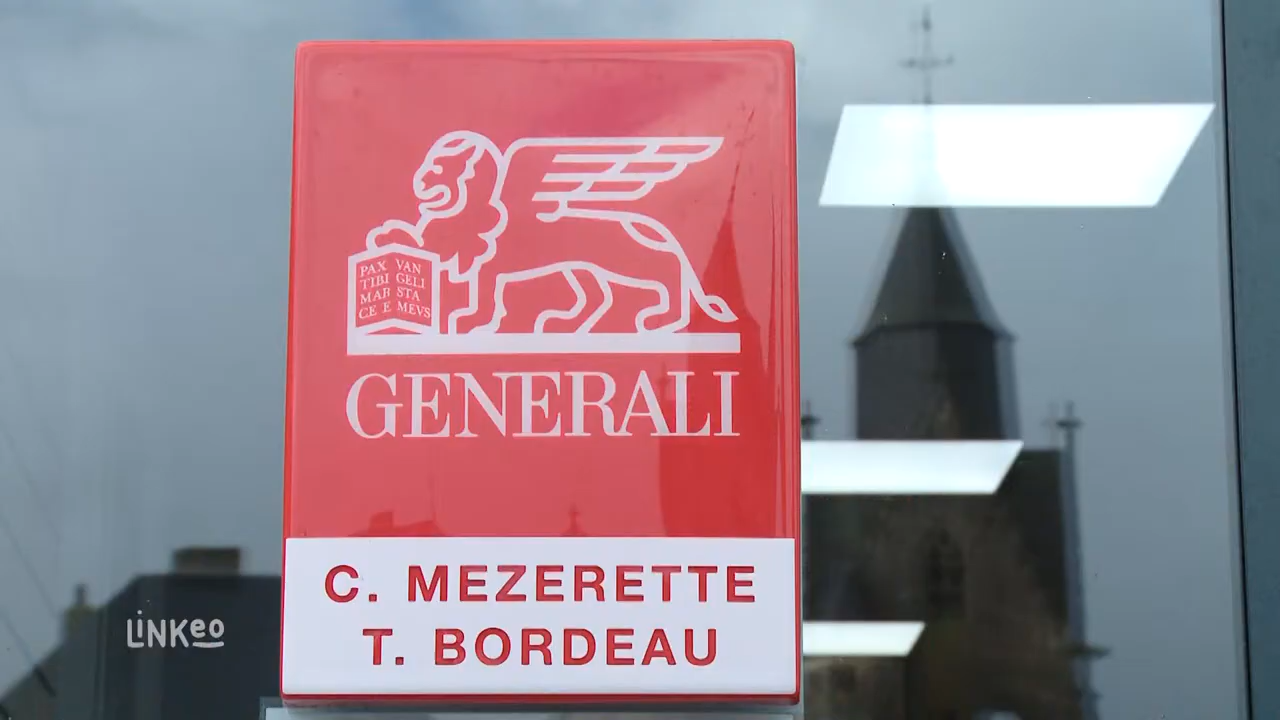 PAX VAN
TIBI GELI
MAR STA
CE E MEVS
GENERALI
C. MEZERETTE
T. BORDEAU
LINKeo